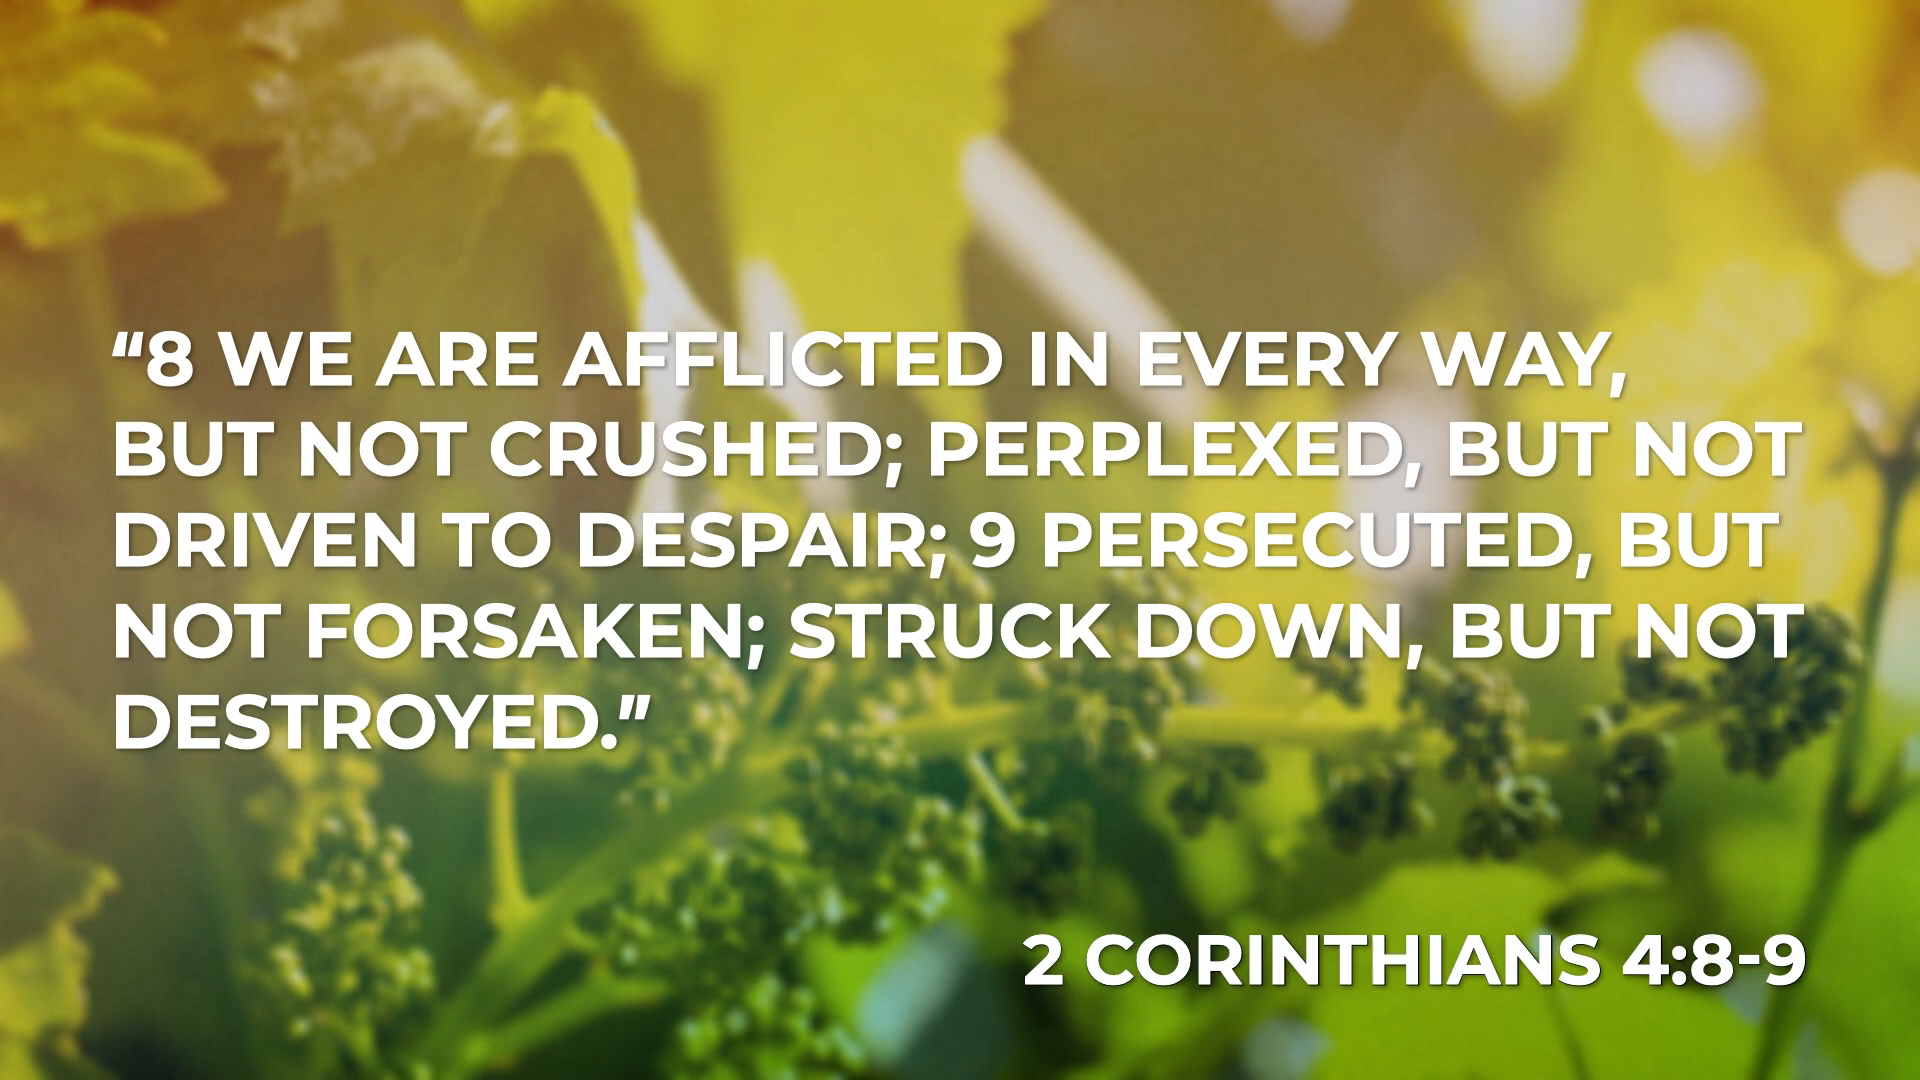 “8 WE ARE AFFLICTED IN EVERY WAY,
BUT NOT CRUSHED; PERPLEXED, BUT NOT
DRIVEN TO DESPAIR; 9 PERSECUTED, BUT
NOT FORSAKEN; STRUCK DOWN, BUT NOT
DESTROYED.”
2 CORINTHIANS 4:8-9